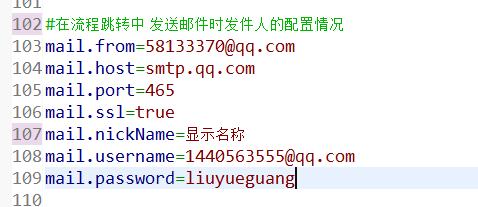 101
102 #在流程跳转中 发送邮件时发件人的配置情况
103 mail.from=58133370@qq.com
104 mail.host=smtp.qq.com
105 mail.port=465
106 mail.ssl=true
107 mail.nickName=显示名称
108 mail.username=1440563555@qq.com
109 mail.password=liuyueguang
110